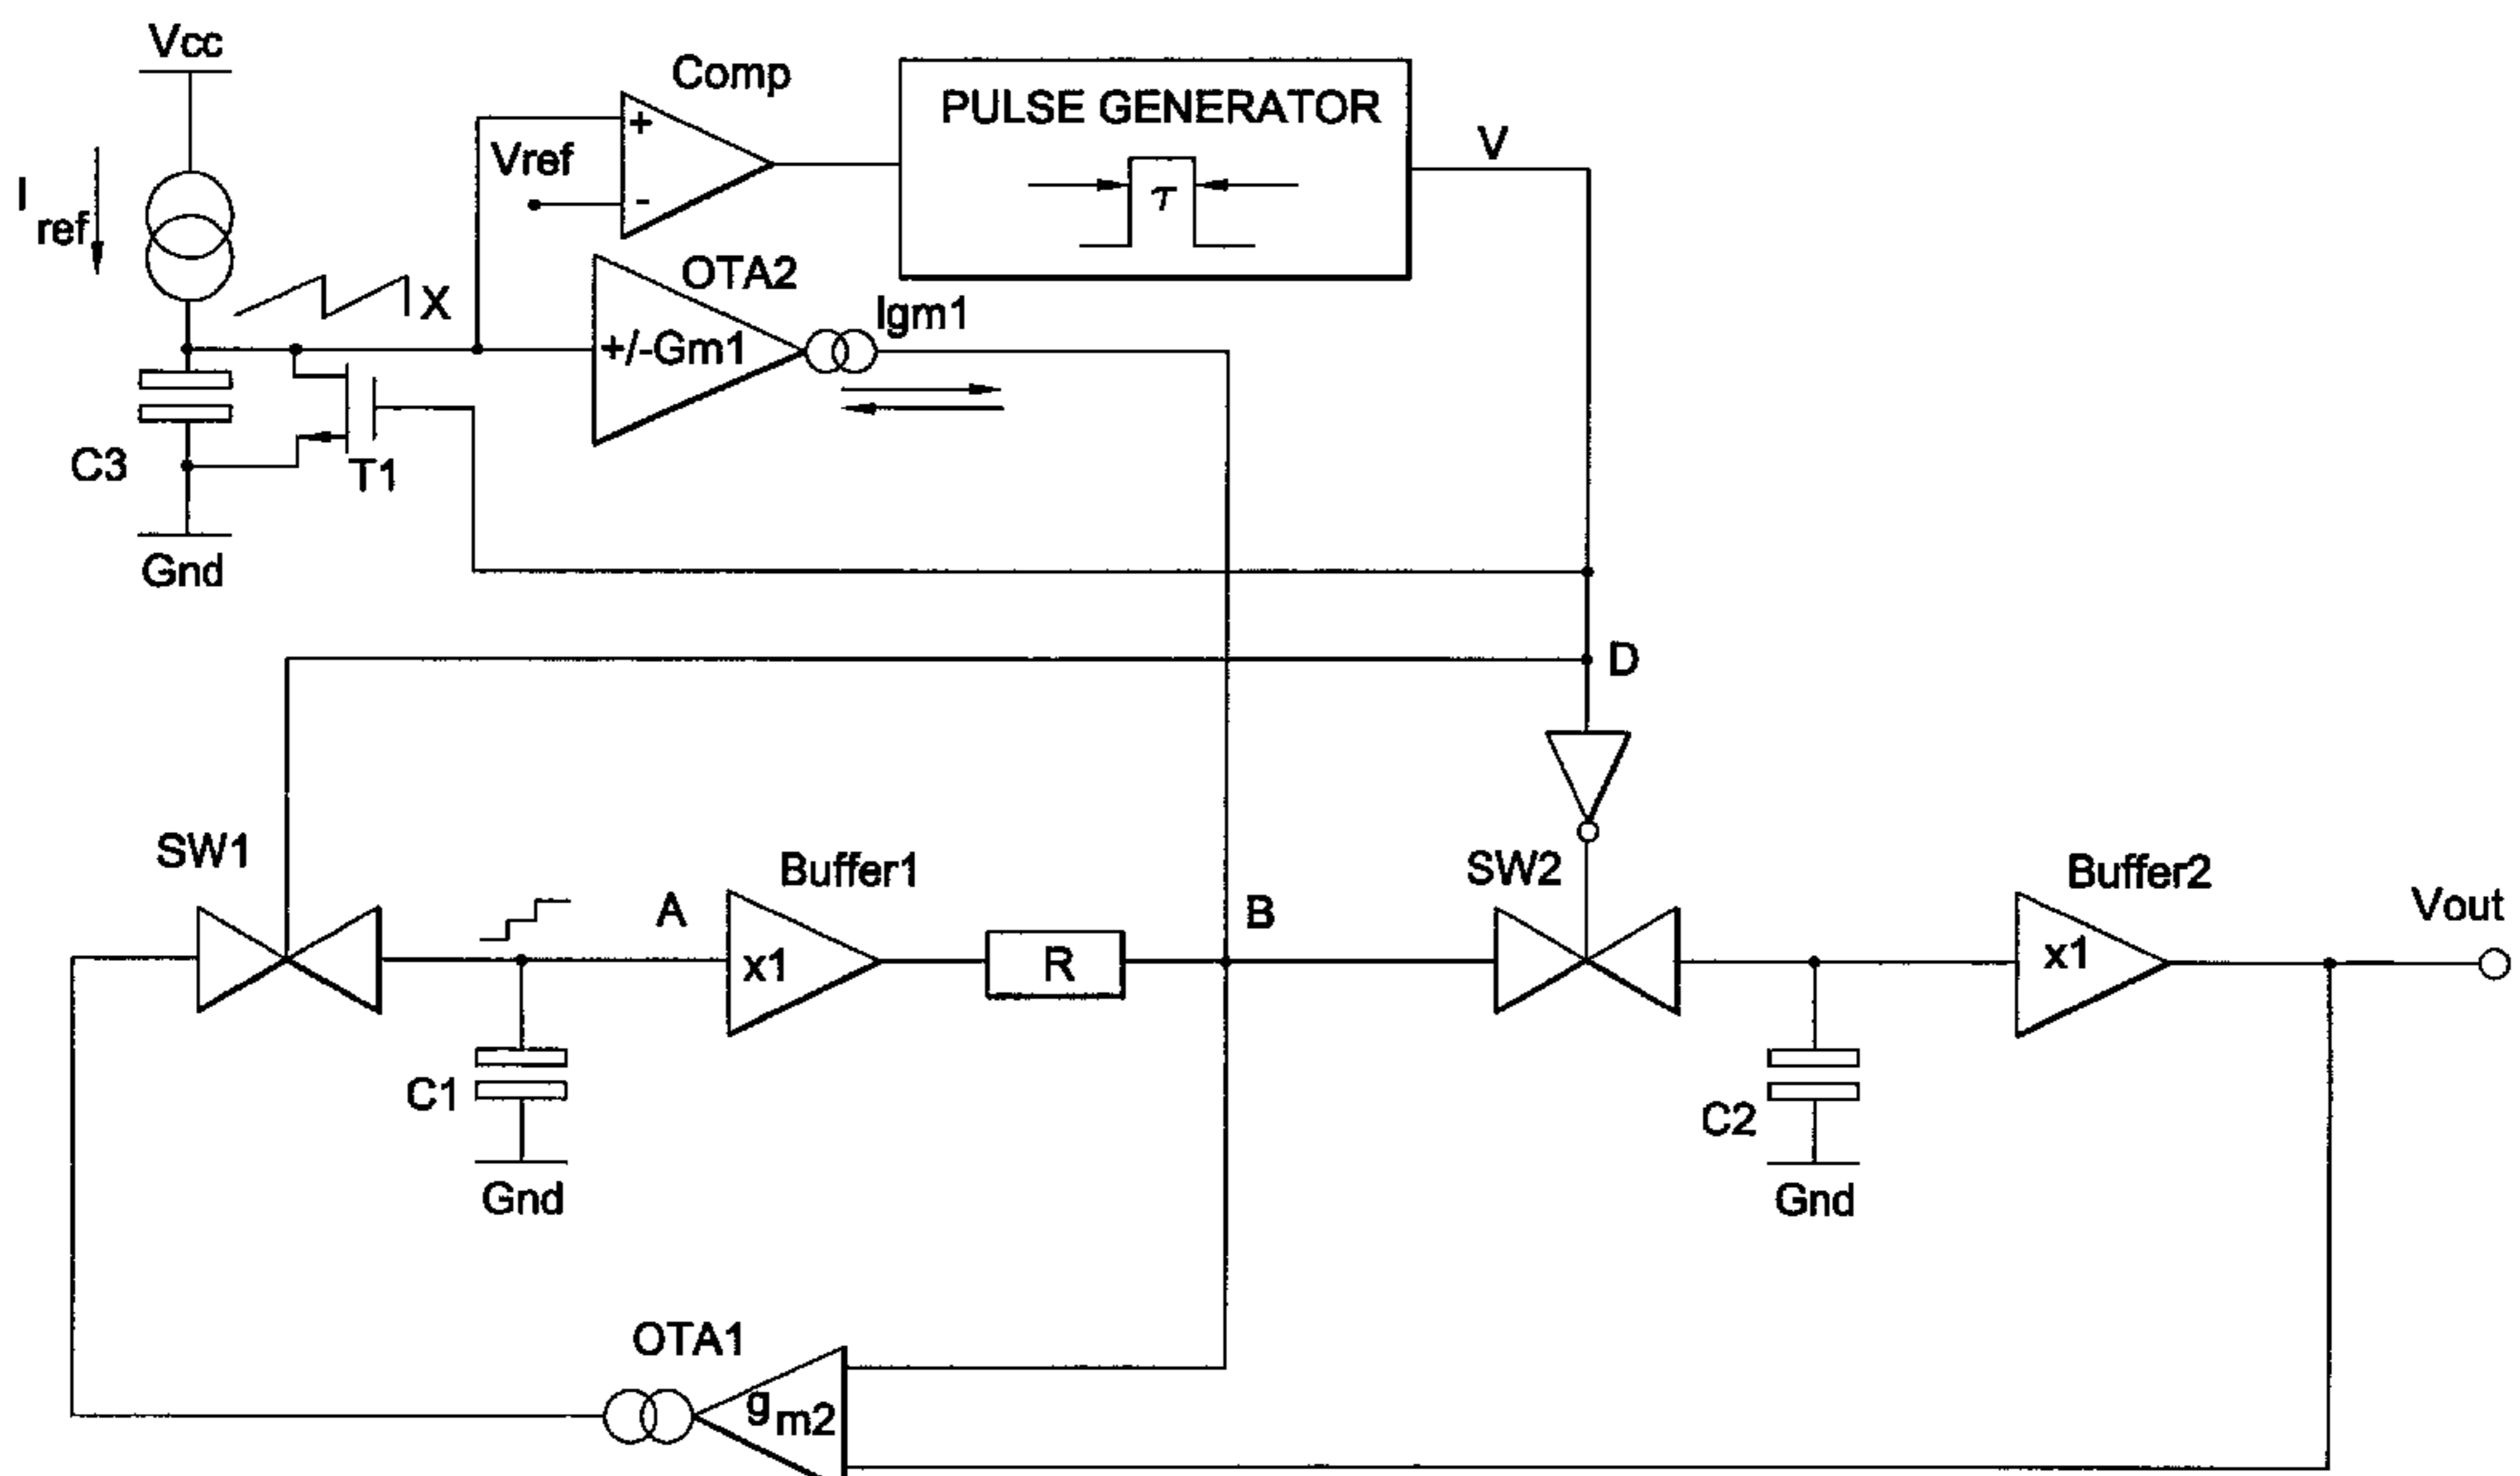 Vcc
Comp
PULSE GENERATOR
τ
V
I ref
Vref
+
-
X
OTA2
+/-Gm1
Igm1
C3
T1
Gnd
D
SW1
A
Buffer1
x1
R
B
SW2
Buffer2
x1
Vout
C1
Gnd
C2
Gnd
OTA1
g m2